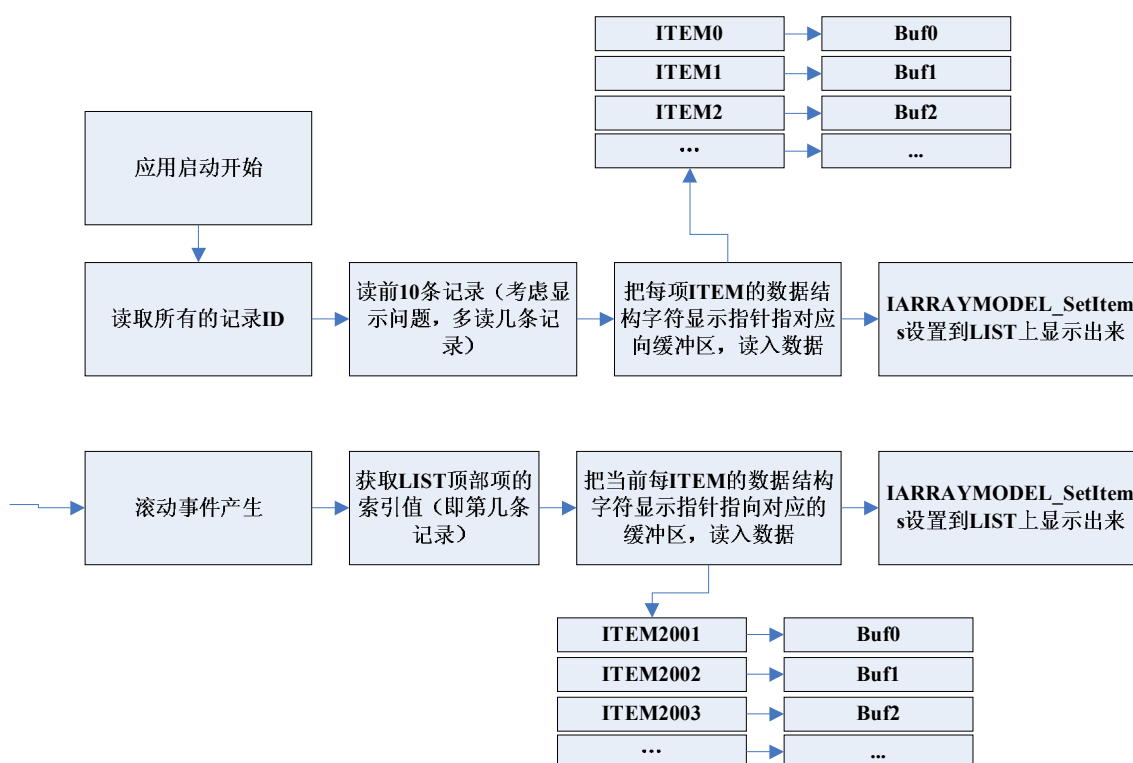 ITEM0
Buf0
ITEM1
Buf1
ITEM2
Buf2
...
...
应用启动开始
读取所有的记录ID
读前10条记录（考虑显
示问题，多读几条记
录）
把每项ITEM的数据结
构字符显示指针指对应
向缓冲区，读入数据
IARRAYMODEL_SetItem
s设置到LIST上显示出来
滚动事件产生
获取LIST顶部项的
索引值（即第几条
记录）
把当前每ITEM的数据结构
字符显示指针指向对应的
缓冲区，读入数据
IARRAYMODEL_SetItem
s设置到LIST上显示出来
ITEM2001
Buf0
ITEM2002
Buf1
ITEM2003
Buf2
...
...